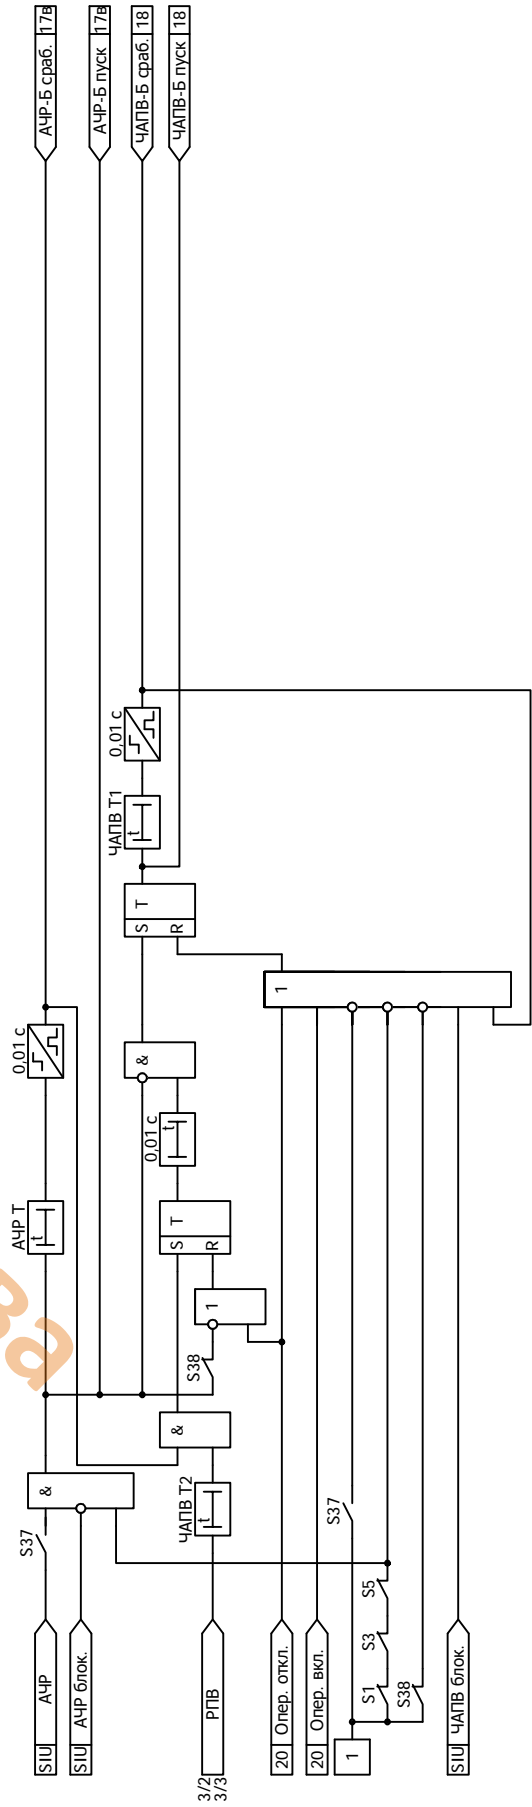 АЧР-Б сраб. 17в
АЧР-Б пуск 17в
ЧАПВ-Б сраб. 18
ЧАПВ-Б пуск 18
0,01 с
ЧАПВ Т1
t
S T
R
1
0,01 с
&
0,01 с
t
АЧР Т
t
S T
R
1
S38
&
&
ЧАПВ Т2
t
S37
S37
S5
S3
S1
S38
SIU АЧР
SIU АЧР блок.
РПВ
3/2
3/3
20 Опер. откл.
20 Опер. вкл.
1
SIU ЧАПВ блок.
ва